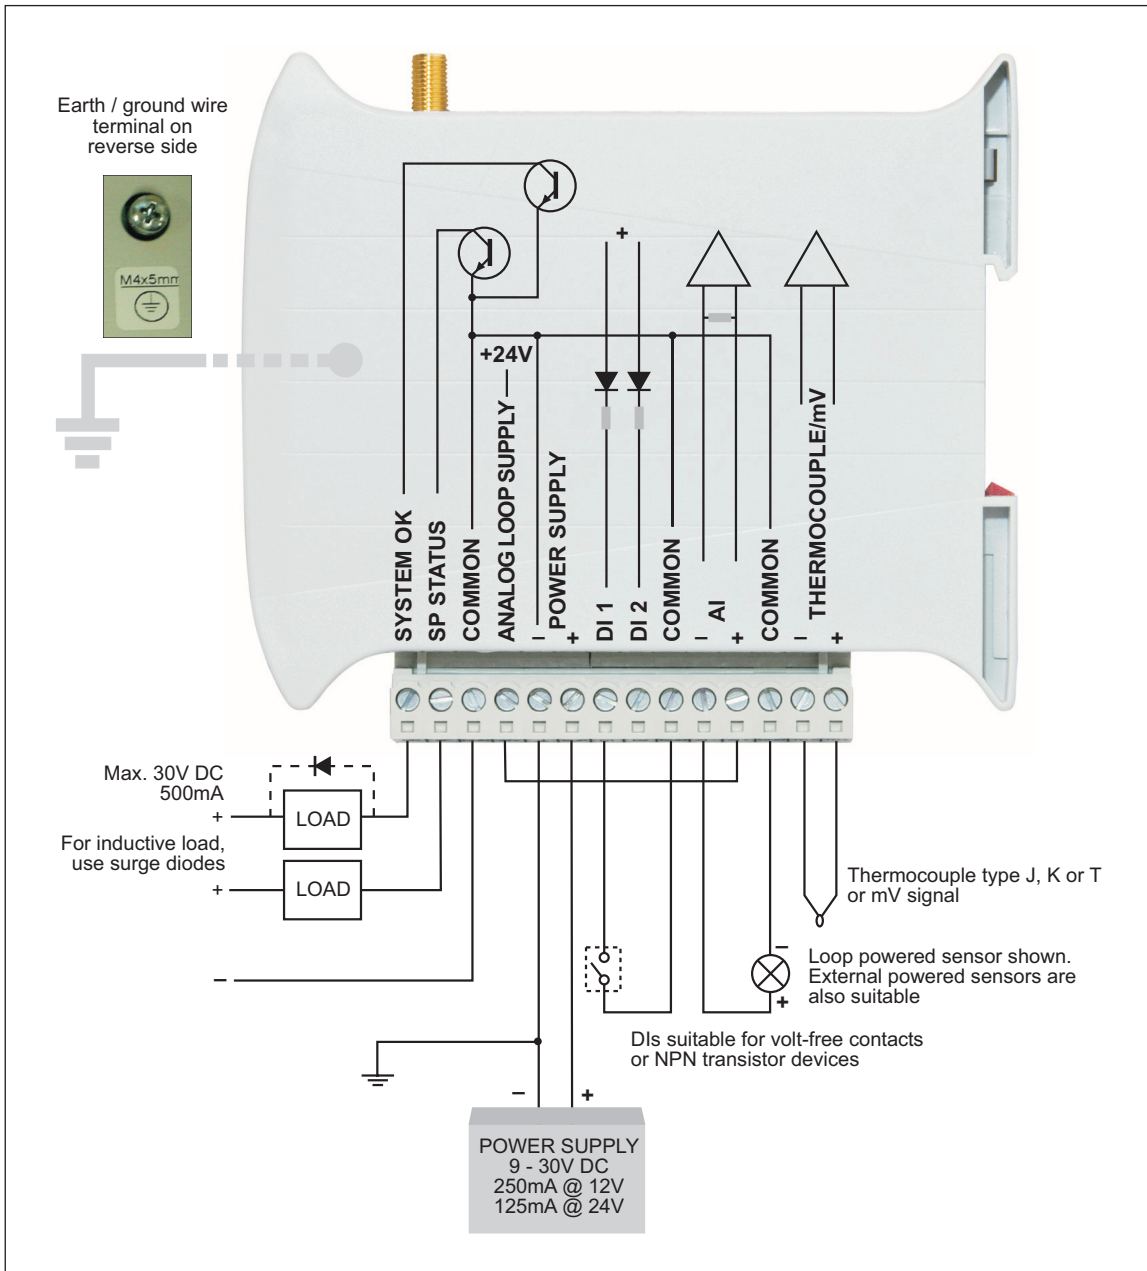 Earth / ground wire
terminal on
reverse side
M4x5mm
+
+24V
SYSTEM OK
SP STATUS
COMMON
ANALOG LOOP SUPPLY
– POWER SUPPLY +
DI 1
DI 2
COMMON
– AI +
COMMON
– THERMOCOUPLE/mV +
Max. 30V DC
500mA
+
LOAD
For inductive load,
use surge diodes
+
LOAD
–
Thermocouple type J, K or T
or mV signal
–
+
Loop powered sensor shown.
External powered sensors are
also suitable
DIs suitable for volt-free contacts
or NPN transistor devices
– +
POWER SUPPLY
9 - 30V DC
250mA @ 12V
125mA @ 24V